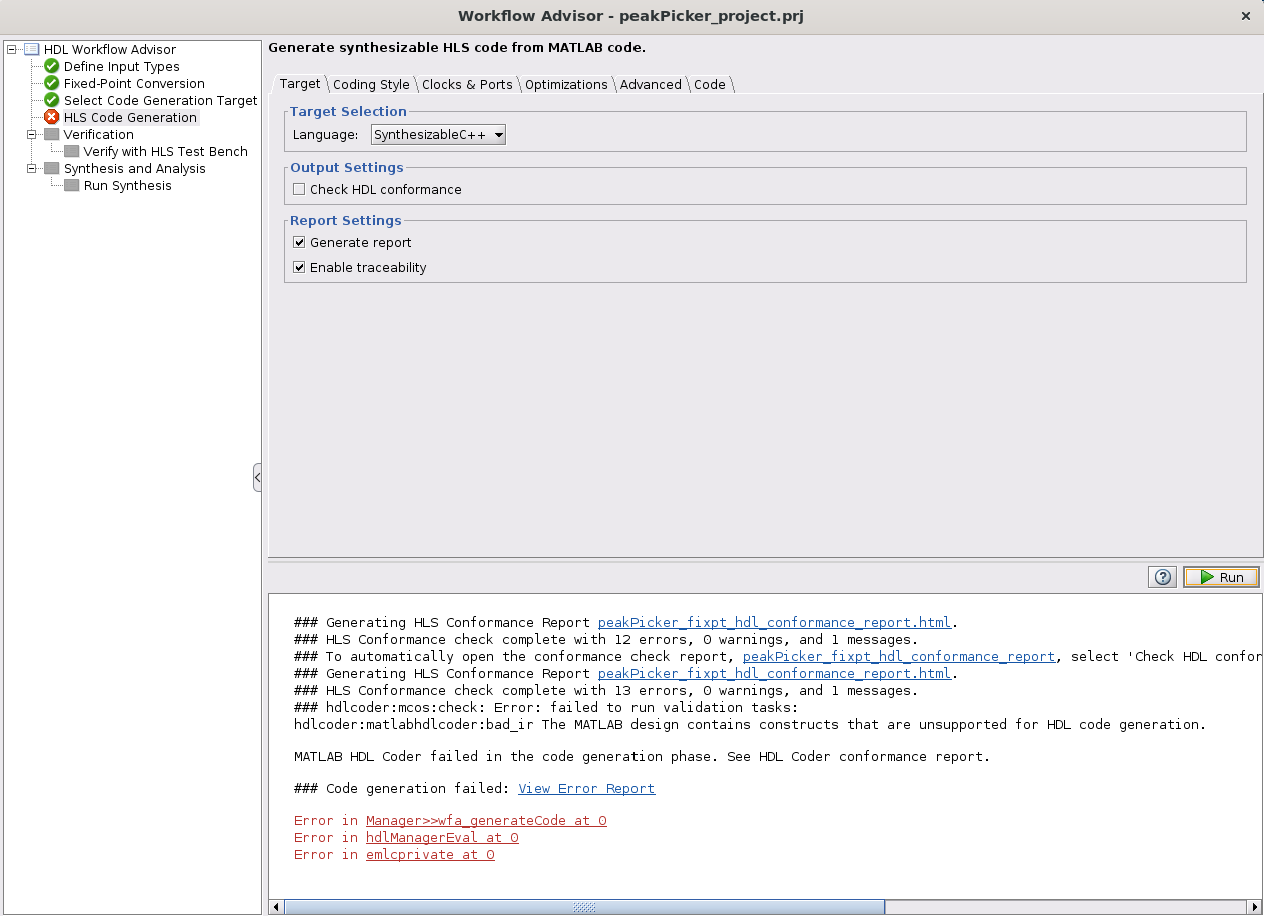 Workflow Advisor - peakPicker_project.prj
HDL Workflow Advisor
Define Input Types
Fixed-Point Conversion
Select Code Generation Target
HLS Code Generation
Verification
Verify with HLS Test Bench
Synthesis and Analysis
Run Synthesis
Generate synthesizable HLS code from MATLAB code.
Target Coding Style Clocks & Ports Optimizations Advanced Code
Target Selection
Language: SynthesizableC++
Output Settings
Check HDL conformance
Report Settings
Generate report
Enable traceability
Run
### Generating HLS Conformance Report peakPicker_fixpt_hdl_conformance_report.html.
### HLS Conformance check complete with 12 errors, 0 warnings, and 1 messages.
### To automatically open the conformance check report, peakPicker_fixpt_hdl_conformance_report, select 'Check HDL confor
### Generating HLS Conformance Report peakPicker_fixpt_hdl_conformance_report.html.
### HLS Conformance check complete with 13 errors, 0 warnings, and 1 messages.
### hdlcoder:mcos:check: Error: failed to run validation tasks:
hdlcoder:matlabhdlcoder:bad_ir The MATLAB design contains constructs that are unsupported for HDL code generation.
MATLAB HDL Coder failed in the code generation phase. See HDL Coder conformance report.
### Code generation failed: View Error Report
Error in Manager>>wfa_generateCode at 0
Error in hdlManagerEval at 0
Error in emlcprivate at 0